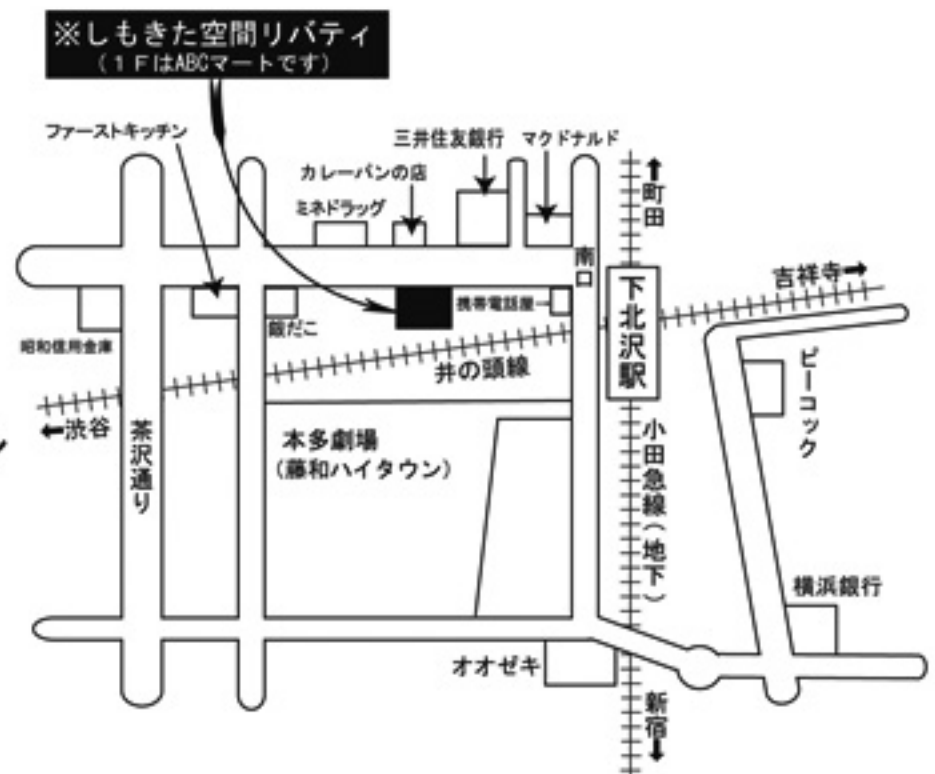 ※しもきた空間リバティ
(１ＦはABCマートです)
ファーストキッチン
三井住友銀行
マクドナルド
カレーパンの店
ミネドラッグ
↑町田
南口
吉祥寺→
下北沢駅
携帯電話屋→
銀だこ
昭和信用金庫
井の頭線
←渋谷
ピーコック
茶沢通り
本多劇場
(藤和ハイタウン)
小田急線(地下)
横浜銀行
オオゼキ
新宿↓